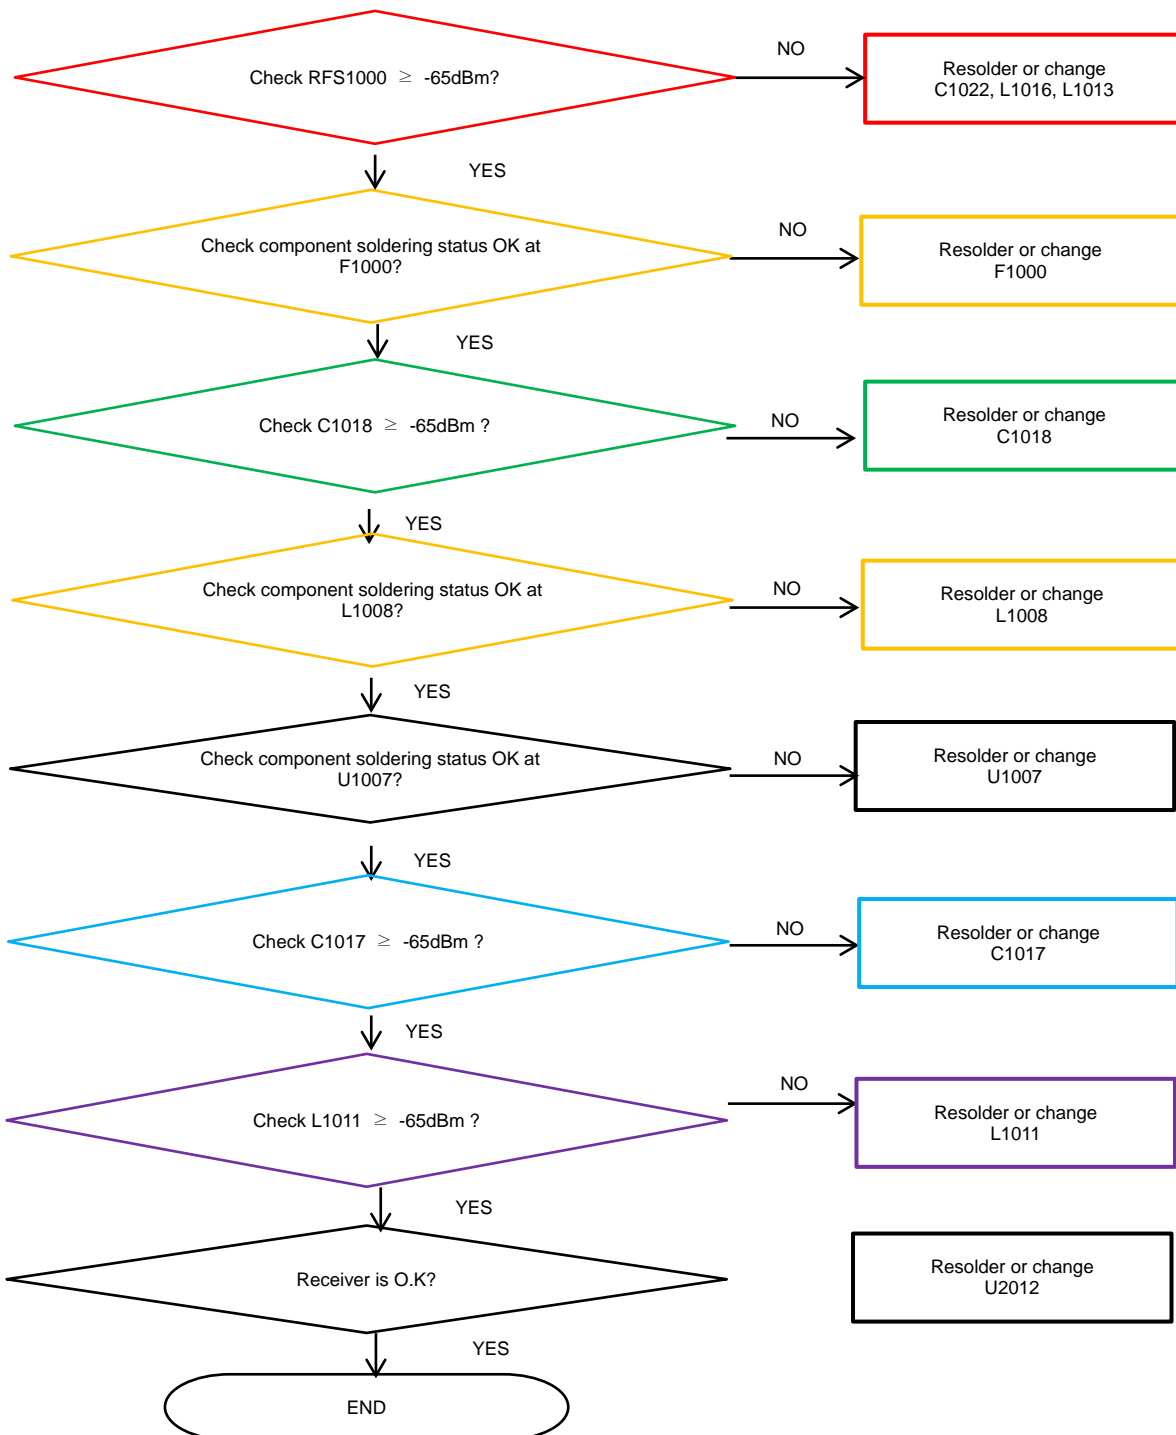 Check RFS1000 ≥ -65dBm?
NO
Resolder or change
C1022, L1016, L1013
YES
Check component soldering status OK at
F1000?
NO
Resolder or change
F1000
YES
Check C1018 ≥ -65dBm ?
NO
Resolder or change
C1018
YES
Check component soldering status OK at
L1008?
NO
Resolder or change
L1008
YES
Check component soldering status OK at
U1007?
NO
Resolder or change
U1007
YES
Check C1017 ≥ -65dBm ?
NO
Resolder or change
C1017
YES
Check L1011 ≥ -65dBm ?
NO
Resolder or change
L1011
YES
Receiver is O.K?
Resolder or change
U2012
YES
END